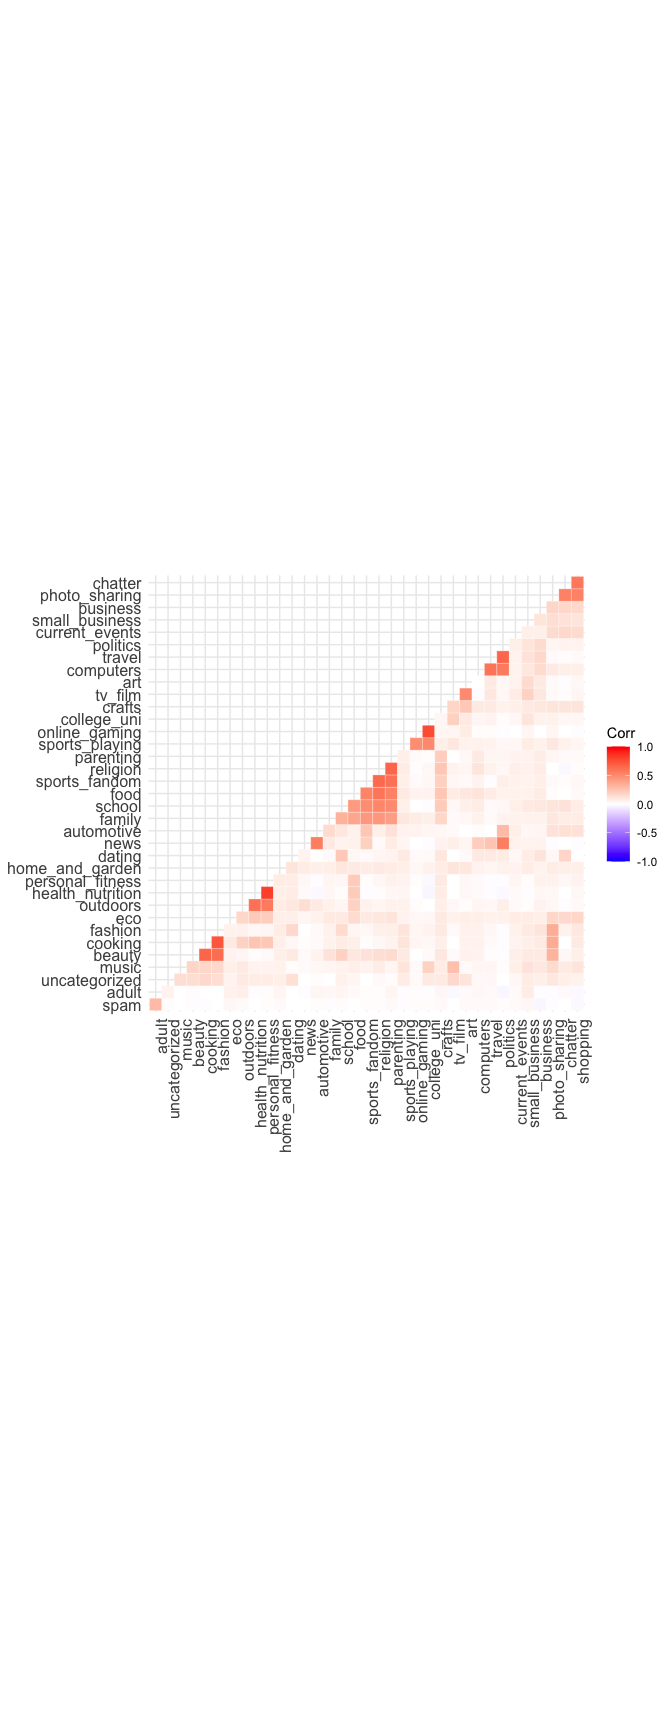 chatter
photo_sharing
business
small_business
current_events
politics
travel
computers
art
tv_film
crafts
college_uni
online_gaming
sports_playing
parenting
religion
sports_fandom
food
school
family
automotive
news
dating
home_and_garden
personal_fitness
health_nutrition
outdoors
eco
fashion
cooking
beauty
music
uncategorized
adult
spam
adult
uncategorized
music
beauty
cooking
fashion
eco
outdoors
health_nutrition
personal_fitness
home_and_garden
dating
news
automotive
family
school
food
sports_fandom
religion
parenting
sports_playing
online_gaming
college_uni
crafts
tv_film
art
computers
travel
politics
current_events
small_business
business
photo_sharing
chatter
shopping
Corr
1.0
0.5
0.0
-0.5
-1.0